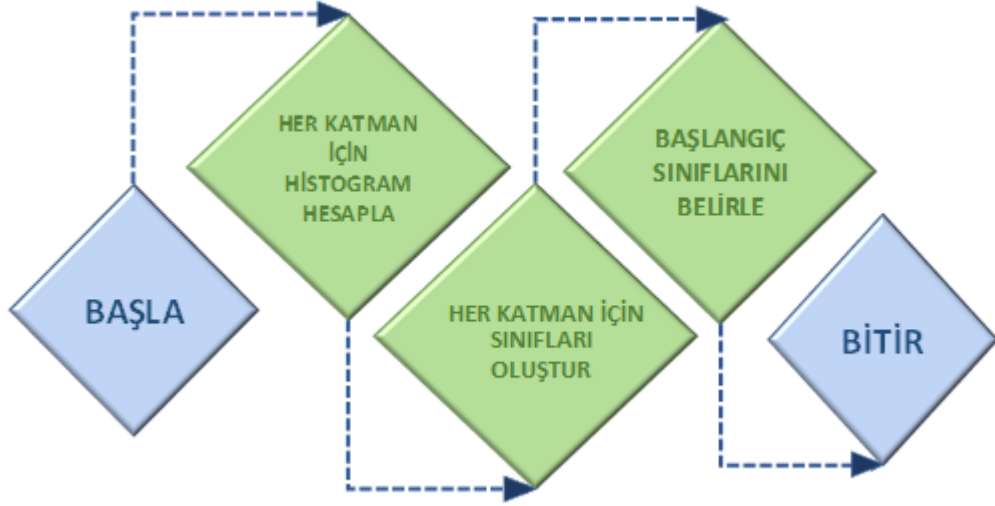 BAŞLA
HER KATMAN
İÇİN
HİSTOGRAM
HESAPLA
HER KATMAN İÇİN
SINIFLARI
OLUŞTUR
BAŞLANGIÇ
SINIFLARINI
BELİRLE
BİTİR